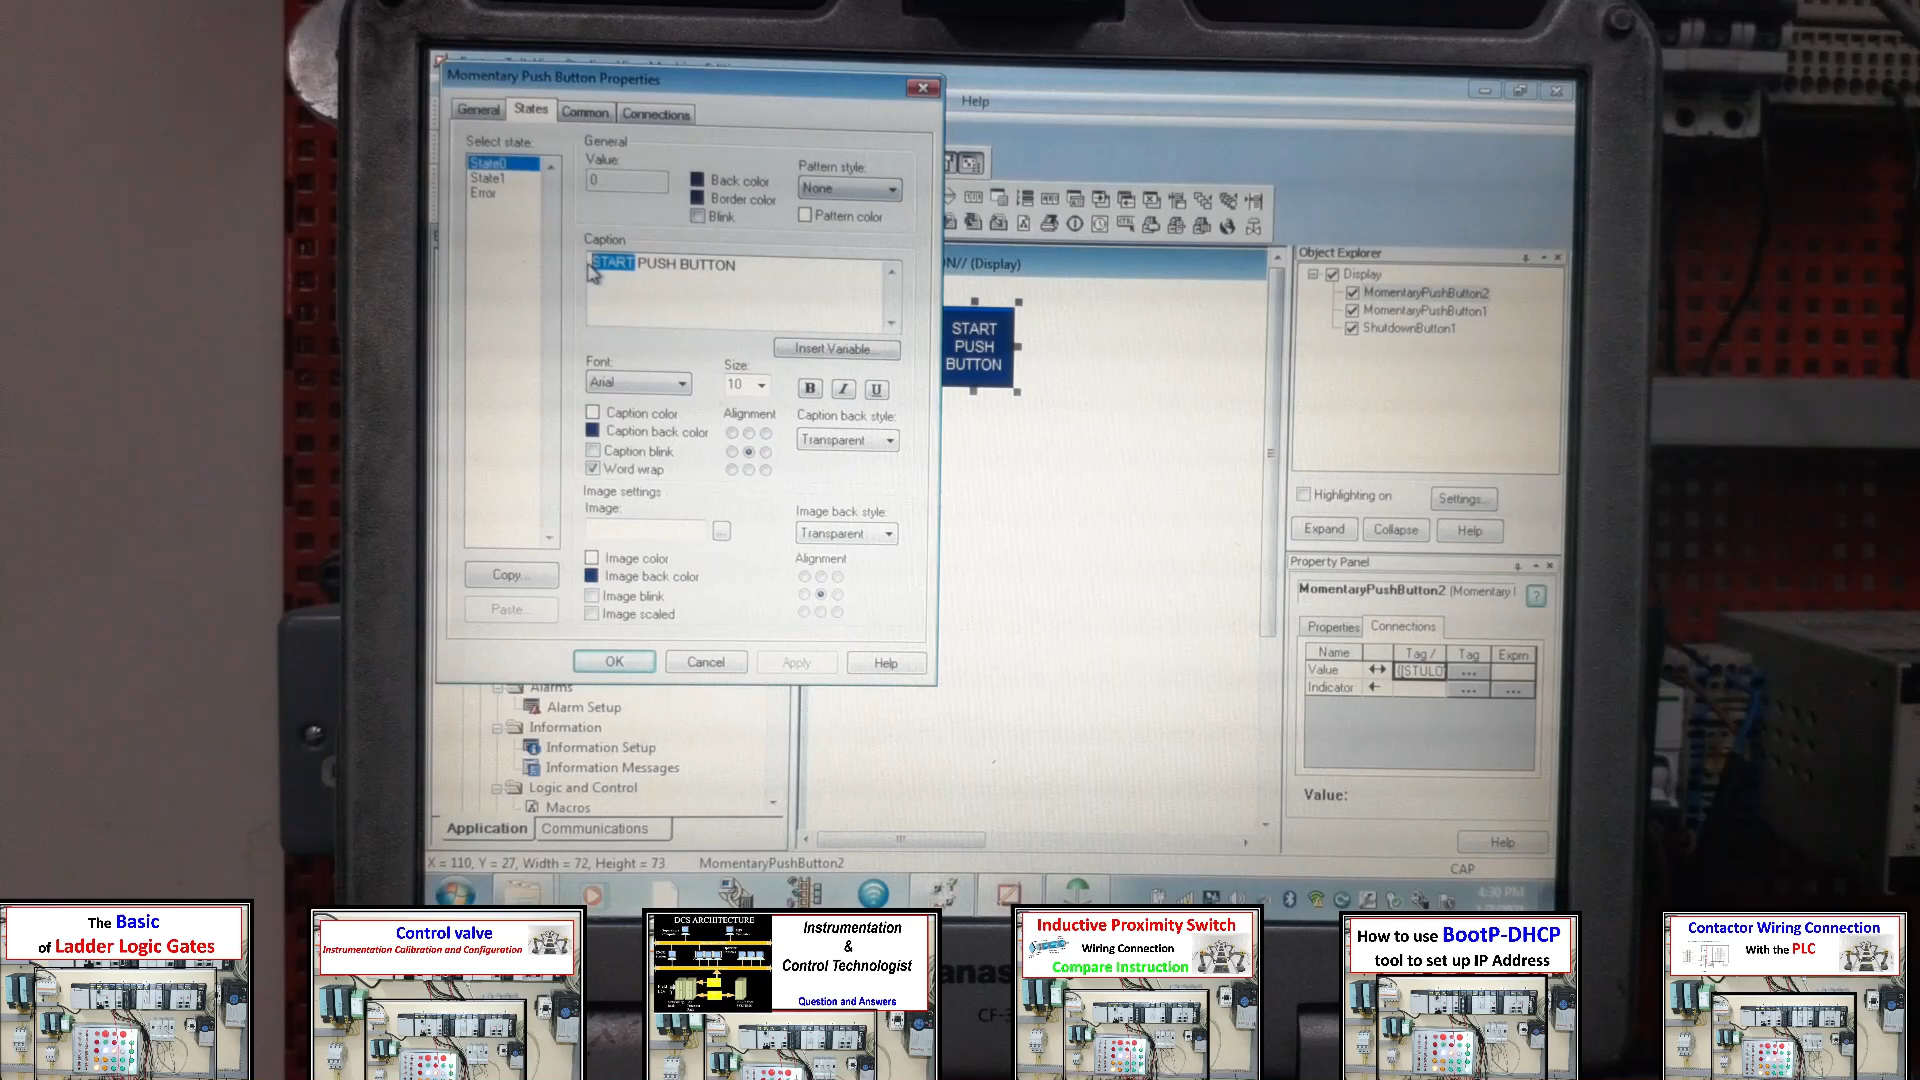 Momentary Push Button Properties
General States Common Connections
Help
Select state:
State0
State1
Error
General
Value:
0
Back color
Border color
Blink
Pattern style:
None
Pattern color
Caption
START PUSH BUTTON
Insert Variable...
Font:
Arial
Size:
10
B I U
Caption color
Caption back color
Caption blink
Word wrap
Alignment
Caption back style:
Transparent
Image settings
Image:
...
Image back style:
Transparent
Image color
Image back color
Image blink
Image scaled
Alignment
Copy...
Paste...
OK Cancel Apply Help
N// (Display)
START
PUSH
BUTTON
Object Explorer
Display
MomentaryPushButton2
MomentaryPushButton1
ShutdownButton1
Highlighting on Settings...
Expand Collapse Help
Property Panel
MomentaryPushButton2 (Momentary
?
Properties Connections
Name Tag / Tag Exprn
Value {[STULO ...
Indicator ... ...
Value:
Help
Alarms
Alarm Setup
Information
Information Setup
Information Messages
Logic and Control
Macros
Application Communications
X = 110, Y = 27, Width = 72, Height = 73 MomentaryPushButton2
CAP
4:30 PM
The Basic
of Ladder Logic Gates
Control valve
Instrumentation Calibration and Configuration
DCS ARCHITECTURE
Instrumentation
&
Control Technologist
Question and Answers
anas
CF-
Inductive Proximity Switch
Wiring Connection
Compare Instruction
How to use BootP-DHCP
tool to set up IP Address
Contactor Wiring Connection
With the PLC